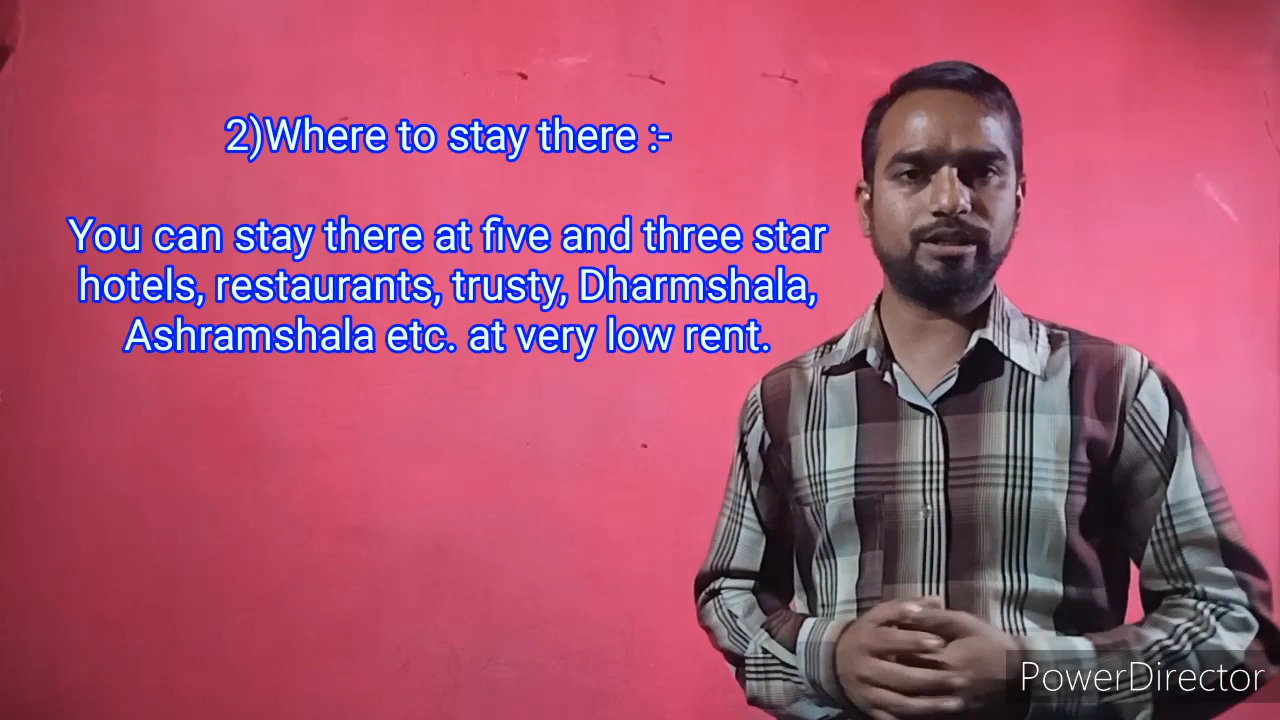 2)Where to stay there :-
You can stay there at five and three star
hotels, restaurants, trusty, Dharmshala,
Ashramshala etc. at very low rent.
PowerDirector